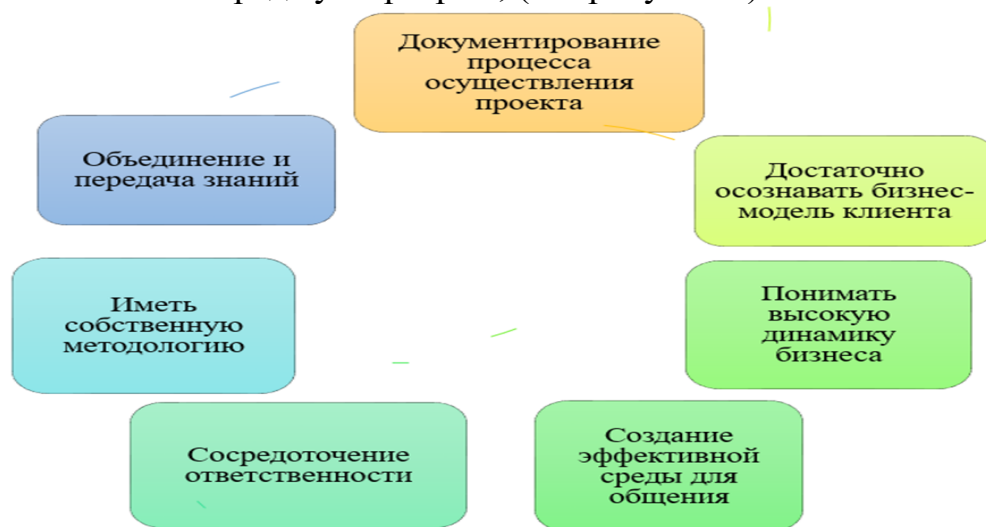 Документирование
процесса
осуществления
проекта
Достаточно
осознавать бизнес-
модель клиента
Понимать
высокую
динамику
бизнеса
Создание
эффективной
среды для
общения
Сосредоточение
ответственности
Иметь
собственную
методологию
Объединение и
передача знаний